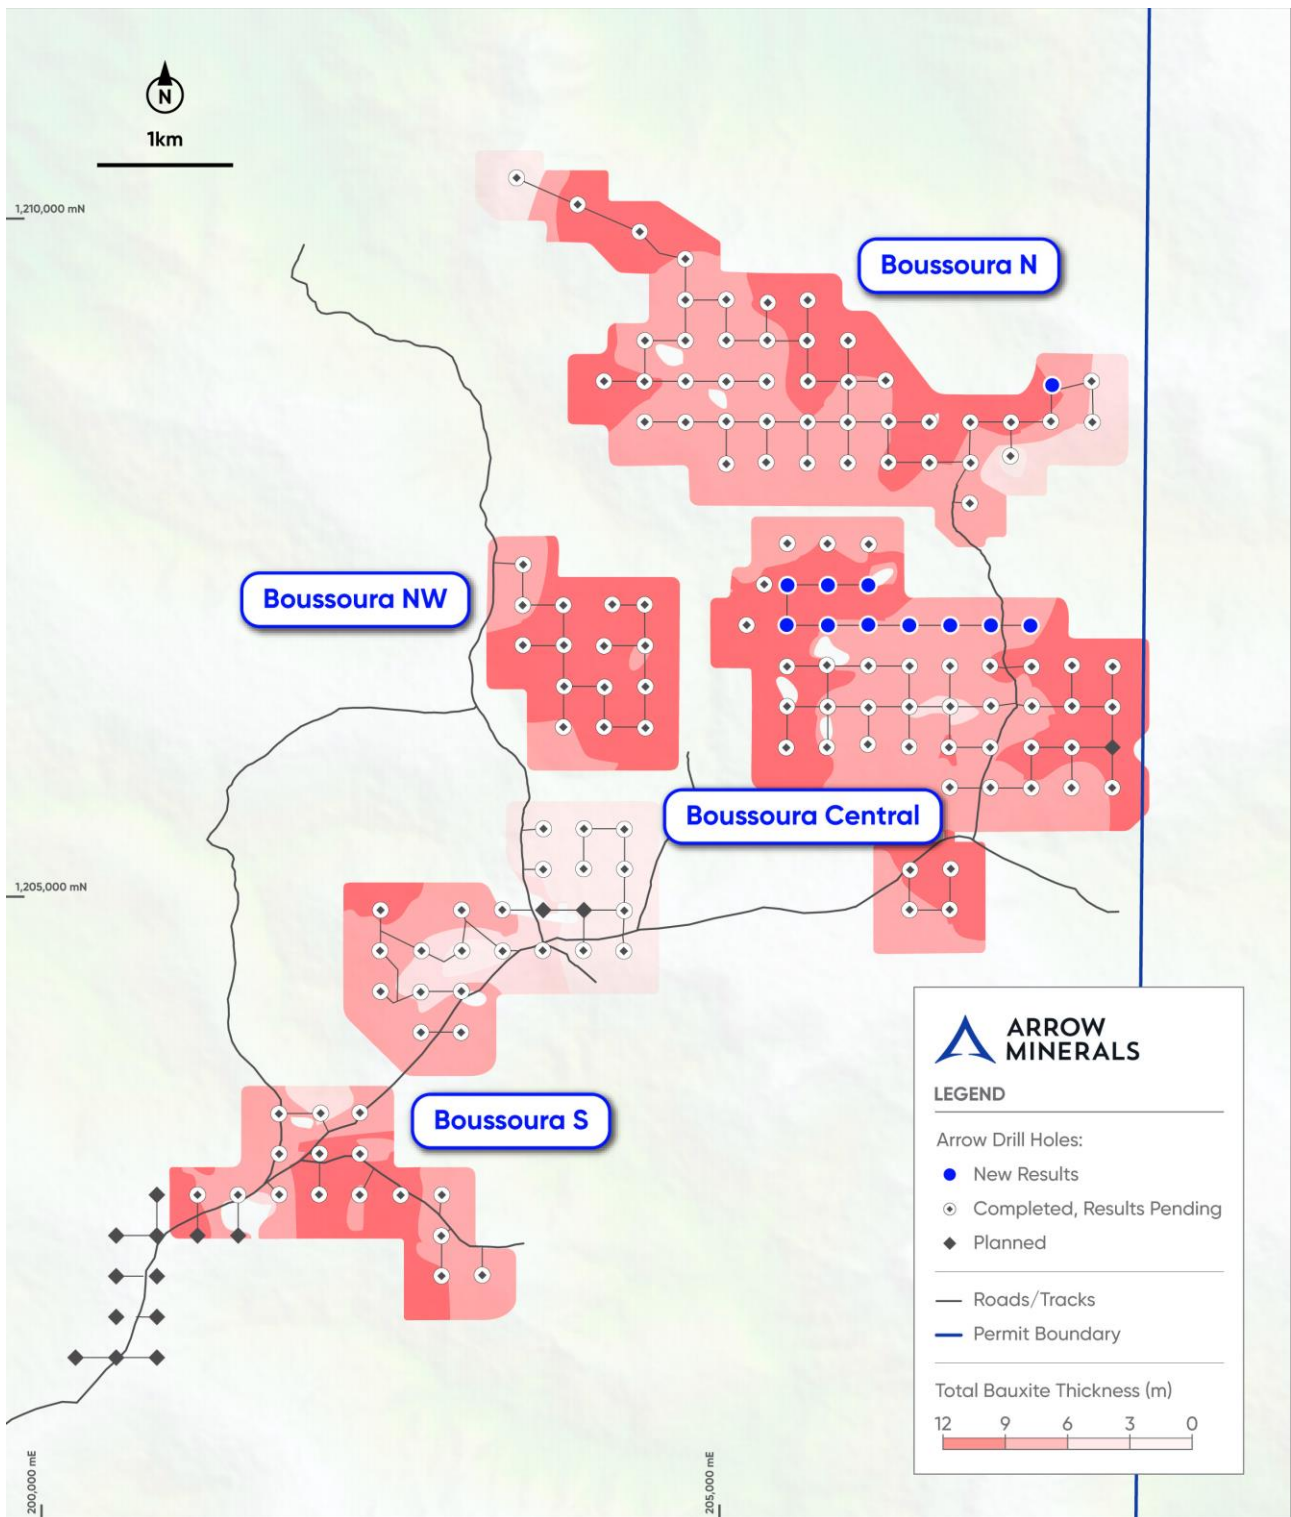 N
1km
1,210,000 mN
Boussoura N
Boussoura NW
Boussoura Central
1,205,000 mN
Boussoura S
ARROW
MINERALS
LEGEND
Arrow Drill Holes:
New Results
Completed, Results Pending
Planned
Roads/Tracks
Permit Boundary
Total Bauxite Thickness (m)
12 9 6 3 0
200,000 mE
205,000 mE